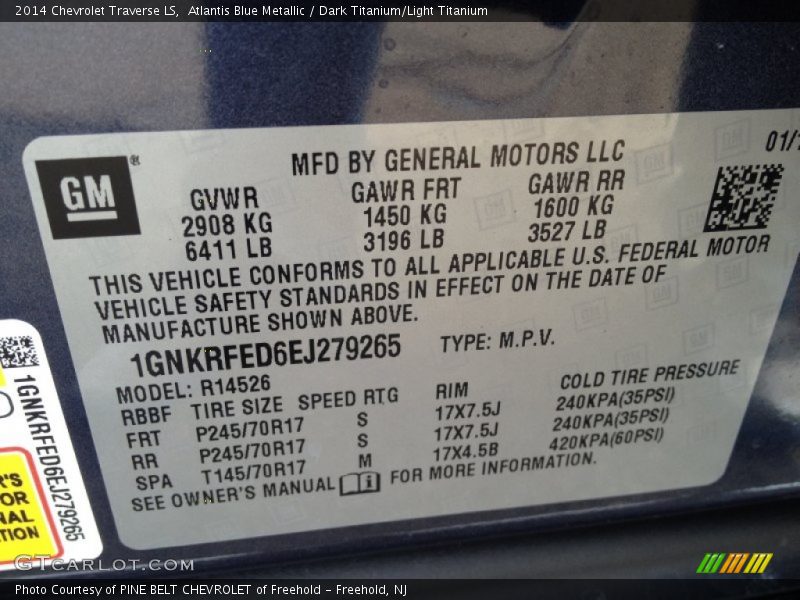 2014 Chevrolet Traverse LS,  Atlantis Blue Metallic / Dark Titanium/Light Titanium
MFD BY GENERAL MOTORS LLC
01/
GM ®
GVWR GAWR FRT GAWR RR
2908 KG 1450 KG 1600 KG
6411 LB 3196 LB 3527 LB
THIS VEHICLE CONFORMS TO ALL APPLICABLE U.S. FEDERAL MOTOR
VEHICLE SAFETY STANDARDS IN EFFECT ON THE DATE OF
MANUFACTURE SHOWN ABOVE.
1GNKRFED6EJ279265 TYPE: M.P.V.
MODEL: R14526
RBBF TIRE SIZE SPEED RTG RIM COLD TIRE PRESSURE
FRT P245/70R17 S 17X7.5J 240KPA(35PSI)
RR P245/70R17 S 17X7.5J 240KPA(35PSI)
SPA T145/70R17 M 17X4.5B 420KPA(60PSI)
SEE OWNER'S MANUAL i FOR MORE INFORMATION.
1GNKRFED6EJ279265
R'S
OR
NAL
TION
GTCARLOT.COM
Photo Courtesy of PINE BELT CHEVROLET of Freehold – Freehold, NJ